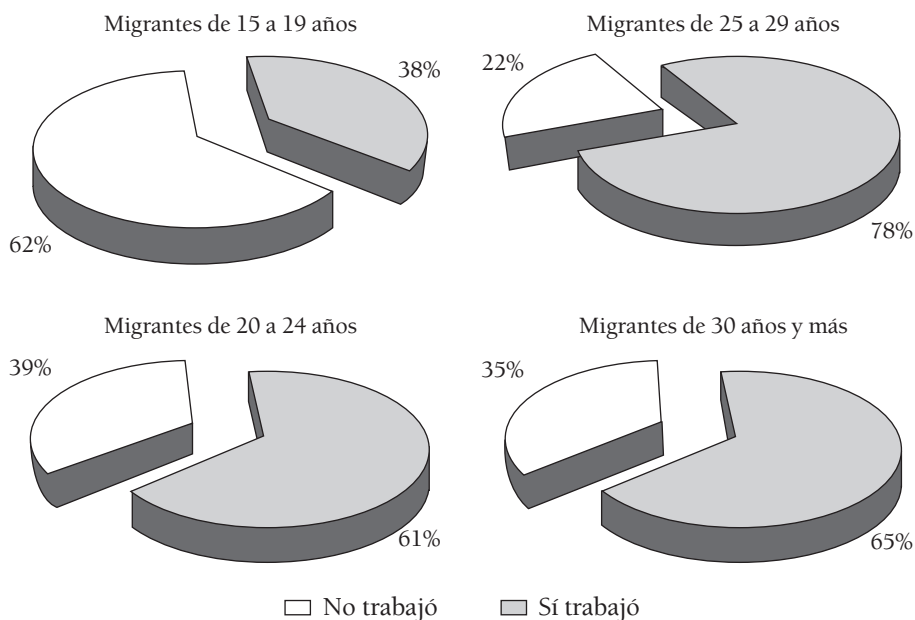 Migrantes de 15 a 19 años
38%
62%
Migrantes de 25 a 29 años
22%
78%
Migrantes de 20 a 24 años
39%
61%
Migrantes de 30 años y más
35%
65%
No trabajó
Sí trabajó